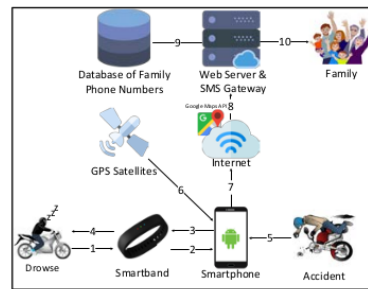 9
10
Database of Family
Phone Numbers
Web Server &
SMS Gateway
Family
Google Maps API
8
Internet
GPS Satellites
6
7
zzz
4
3
1
2
5
Drowse
Smartband
Smartphone
Accident